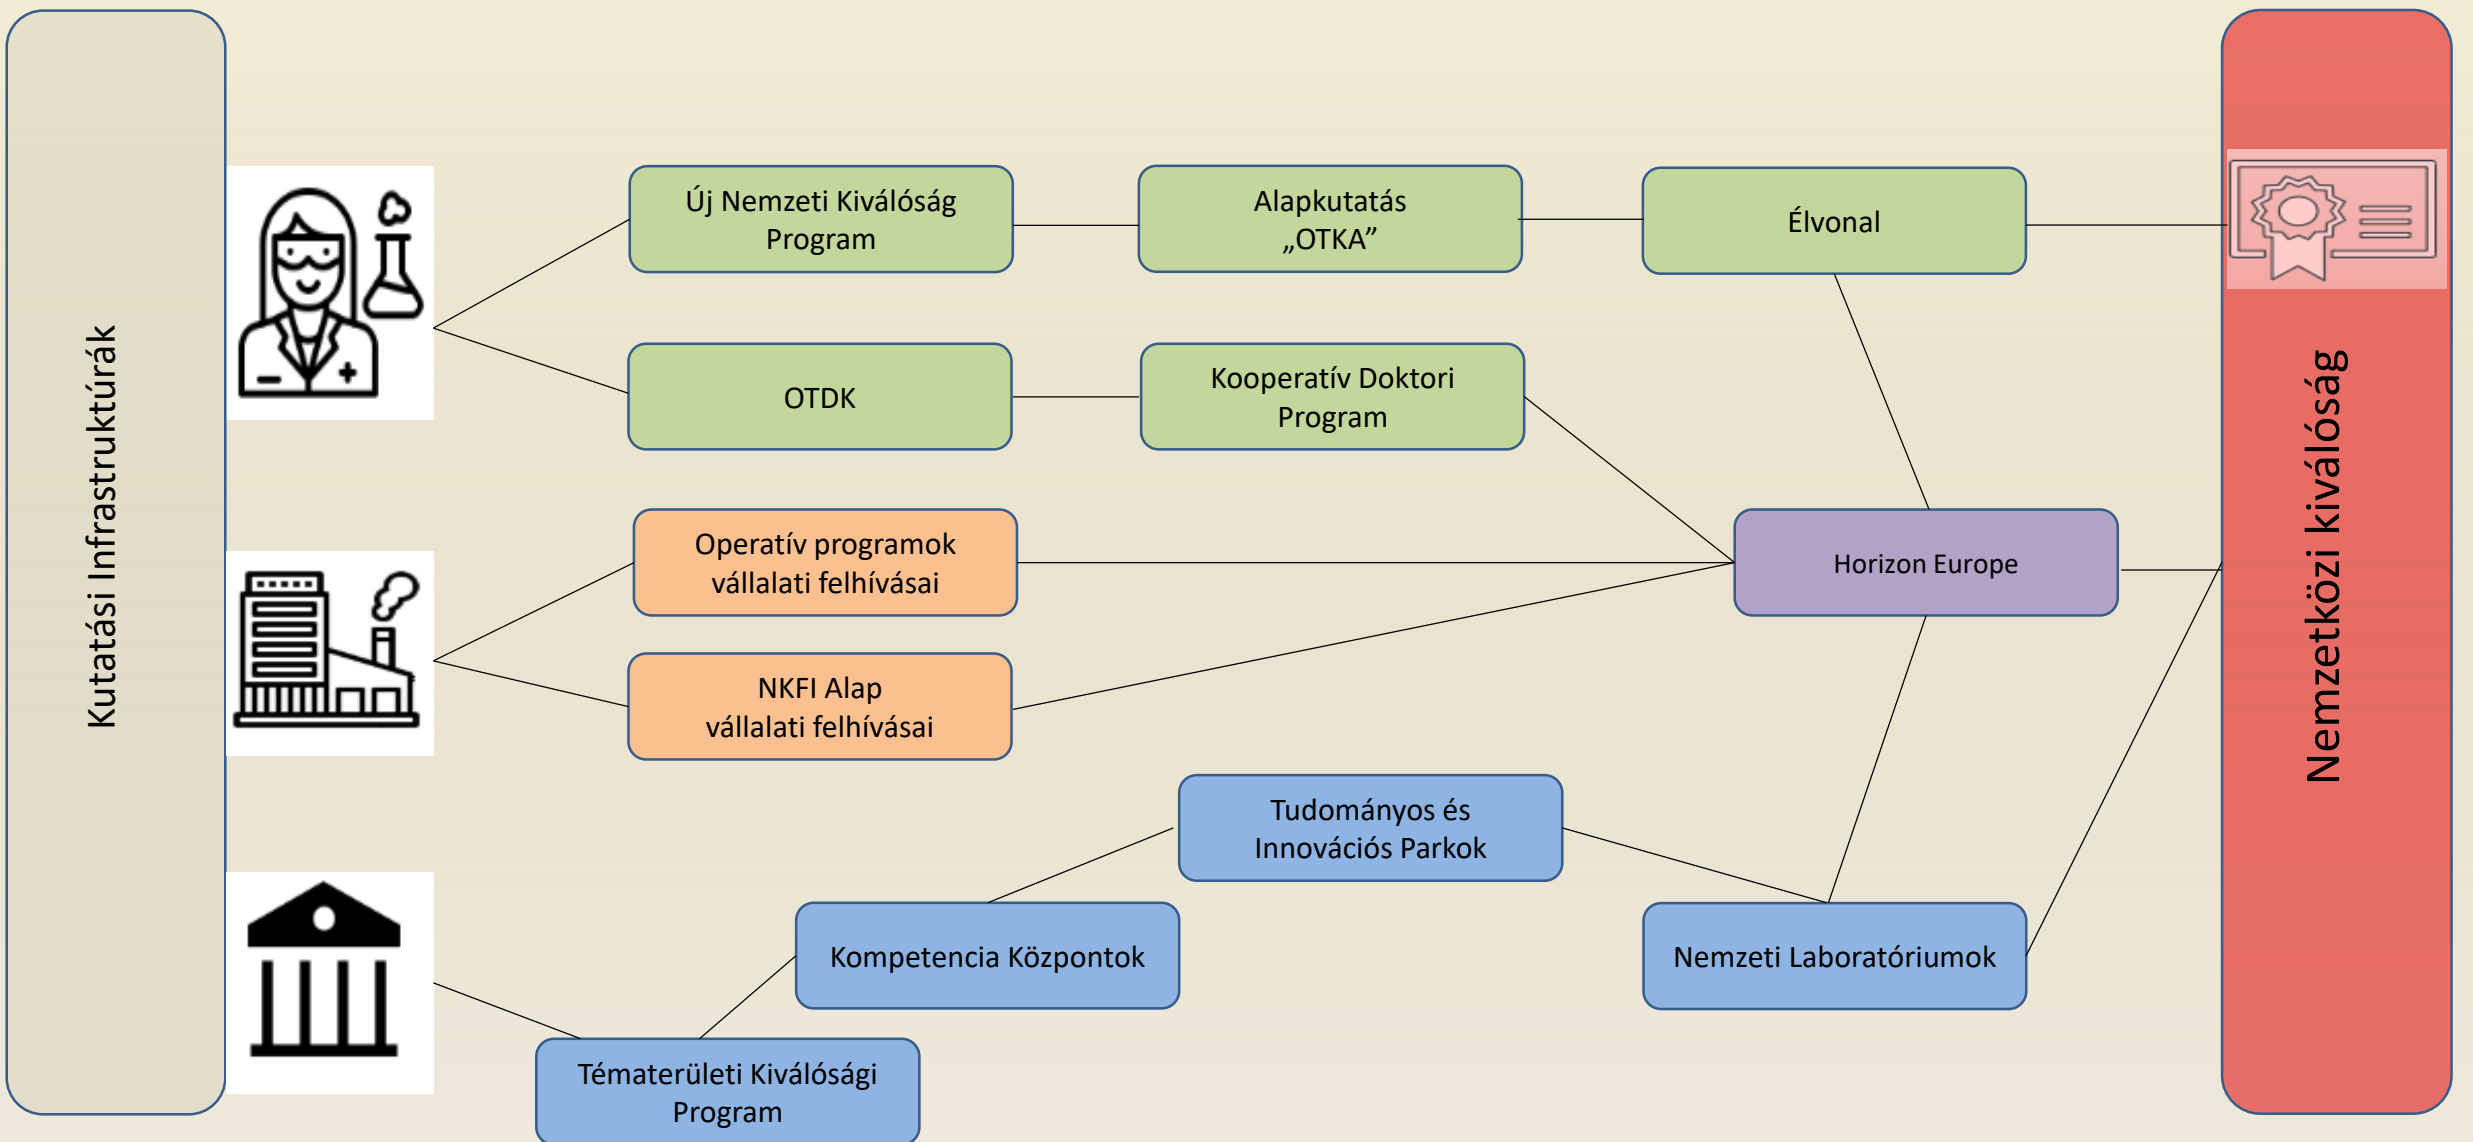 Kutatási Infrastruktúrák
Új Nemzeti Kiválóság
Program
Alapkutatás
„OTKA”
Élvonal
OTDK
Kooperatív Doktori
Program
Operatív programok
vállalati felhívásai
Horizon Europe
NKFI Alap
vállalati felhívásai
Tudományos és
Innovációs Parkok
Kompetencia Központok
Nemzeti Laboratóriumok
Tématerületi Kiválósági
Program
Nemzetközi kiválóság